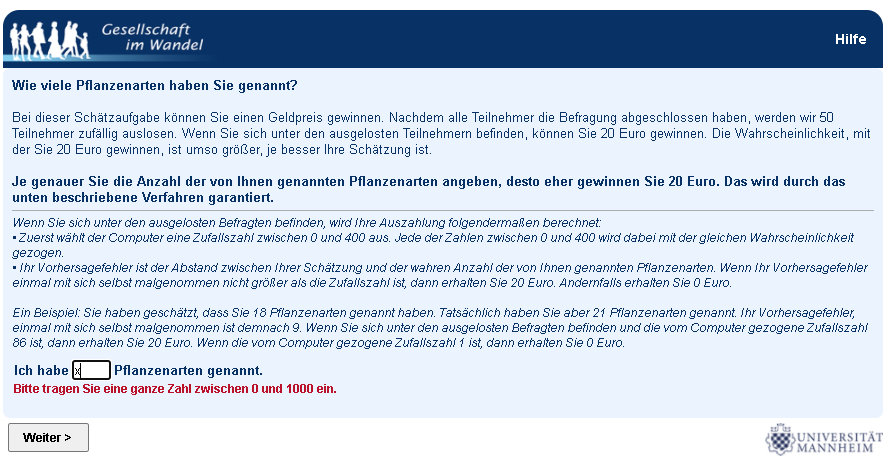 Gesellschaft
im Wandel
Hilfe
Wie viele Pflanzenarten haben Sie genannt?
Bei dieser Schätzaufgabe können Sie einen Geldpreis gewinnen. Nachdem alle Teilnehmer die Befragung abgeschlossen haben, werden wir 50
Teilnehmer zufällig auslosen. Wenn Sie sich unter den ausgelosten Teilnehmern befinden, können Sie 20 Euro gewinnen. Die Wahrscheinlichkeit, mit
der Sie 20 Euro gewinnen, ist umso größer, je besser Ihre Schätzung ist.
Je genauer Sie die Anzahl der von Ihnen genannten Pflanzenarten angeben, desto eher gewinnen Sie 20 Euro. Das wird durch das
unten beschriebene Verfahren garantiert.
Wenn Sie sich unter den ausgelosten Befragten befinden, wird Ihre Auszahlung folgendermaßen berechnet:
• Zuerst wählt der Computer eine Zufallszahl zwischen 0 und 400 aus. Jede der Zahlen zwischen 0 und 400 wird dabei mit der gleichen Wahrscheinlichkeit
gezogen.
• Ihr Vorhersagefehler ist der Abstand zwischen Ihrer Schätzung und der wahren Anzahl der von Ihnen genannten Pflanzenarten. Wenn Ihr Vorhersagefehler
einmal mit sich selbst malgenommen nicht größer als die Zufallszahl ist, dann erhalten Sie 20 Euro. Andernfalls erhalten Sie 0 Euro.
Ein Beispiel: Sie haben geschätzt, dass Sie 18 Pflanzenarten genannt haben. Tatsächlich haben Sie aber 21 Pflanzenarten genannt. Ihr Vorhersagefehler,
einmal mit sich selbst malgenommen ist demnach 9. Wenn Sie sich unter den ausgelosten Befragten befinden und die vom Computer gezogene Zufallszahl
86 ist, dann erhalten Sie 20 Euro. Wenn die vom Computer gezogene Zufallszahl 1 ist, dann erhalten Sie 0 Euro.
Ich habe x Pflanzenarten genannt.
Bitte tragen Sie eine ganze Zahl zwischen 0 und 1000 ein.
Weiter >
UNIVERSITÄT
MANNHEIM